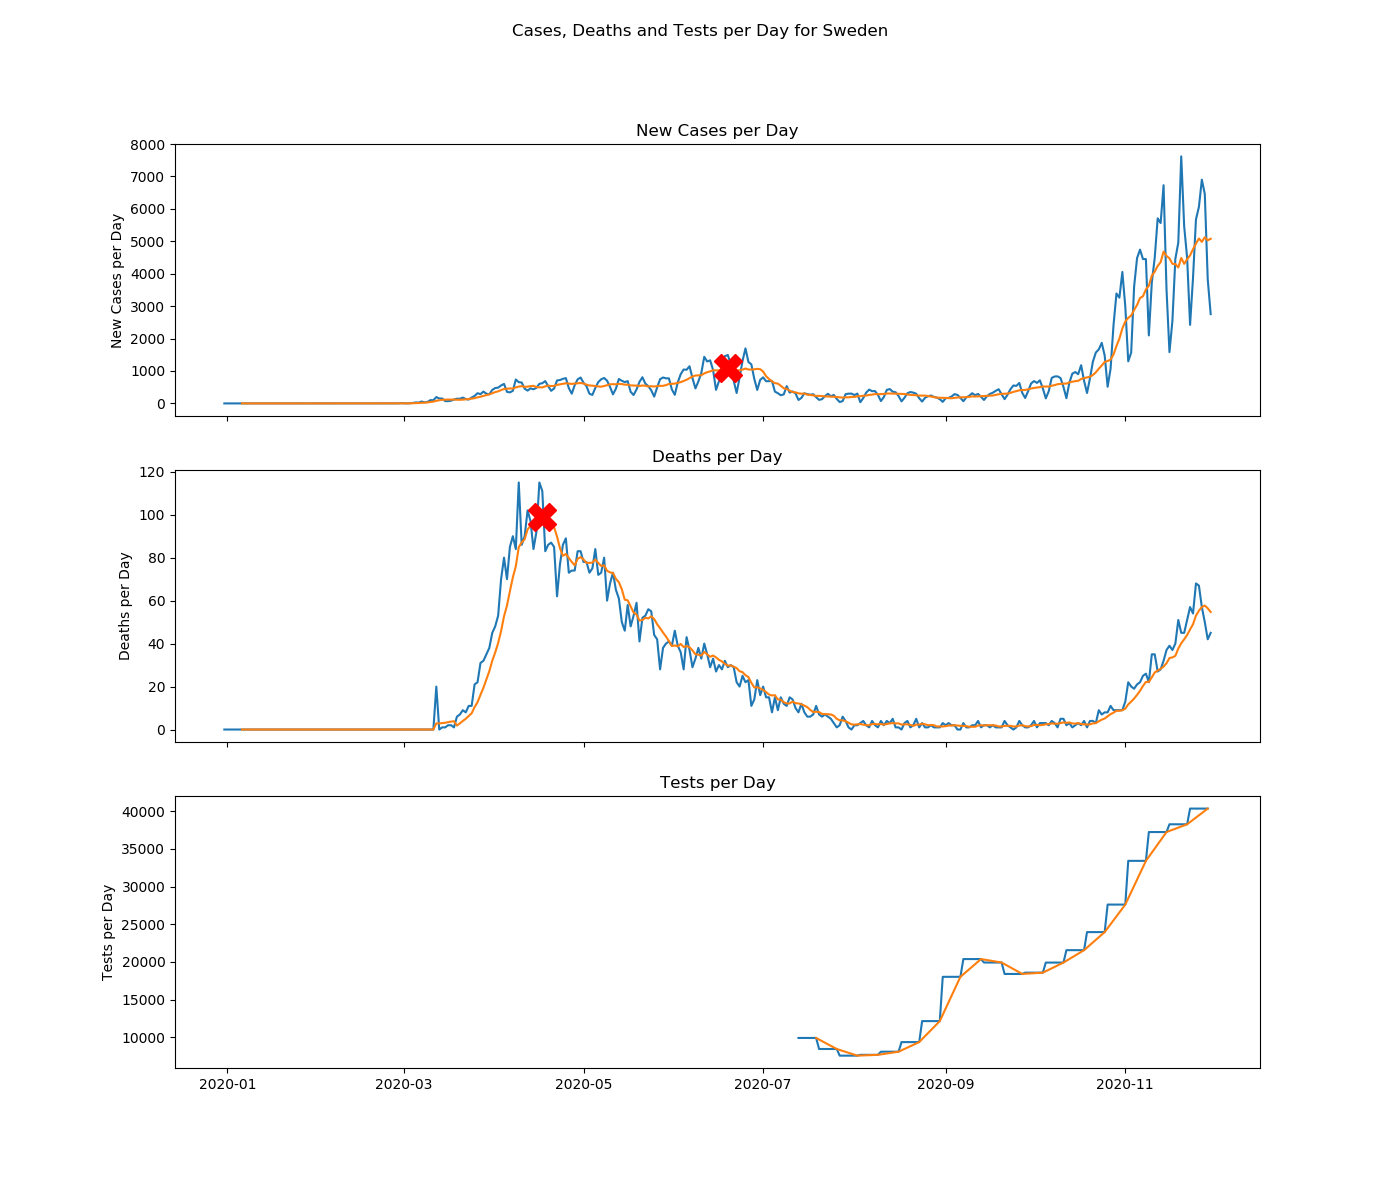 Cases, Deaths and Tests per Day for Sweden
New Cases per Day
New Cases per Day
8000
7000
6000
5000
4000
3000
2000
1000
0
Deaths per Day
Deaths per Day
120
100
80
60
40
20
0
Tests per Day
Tests per Day
40000
35000
30000
25000
20000
15000
10000
2020-01 2020-03 2020-05 2020-07 2020-09 2020-11